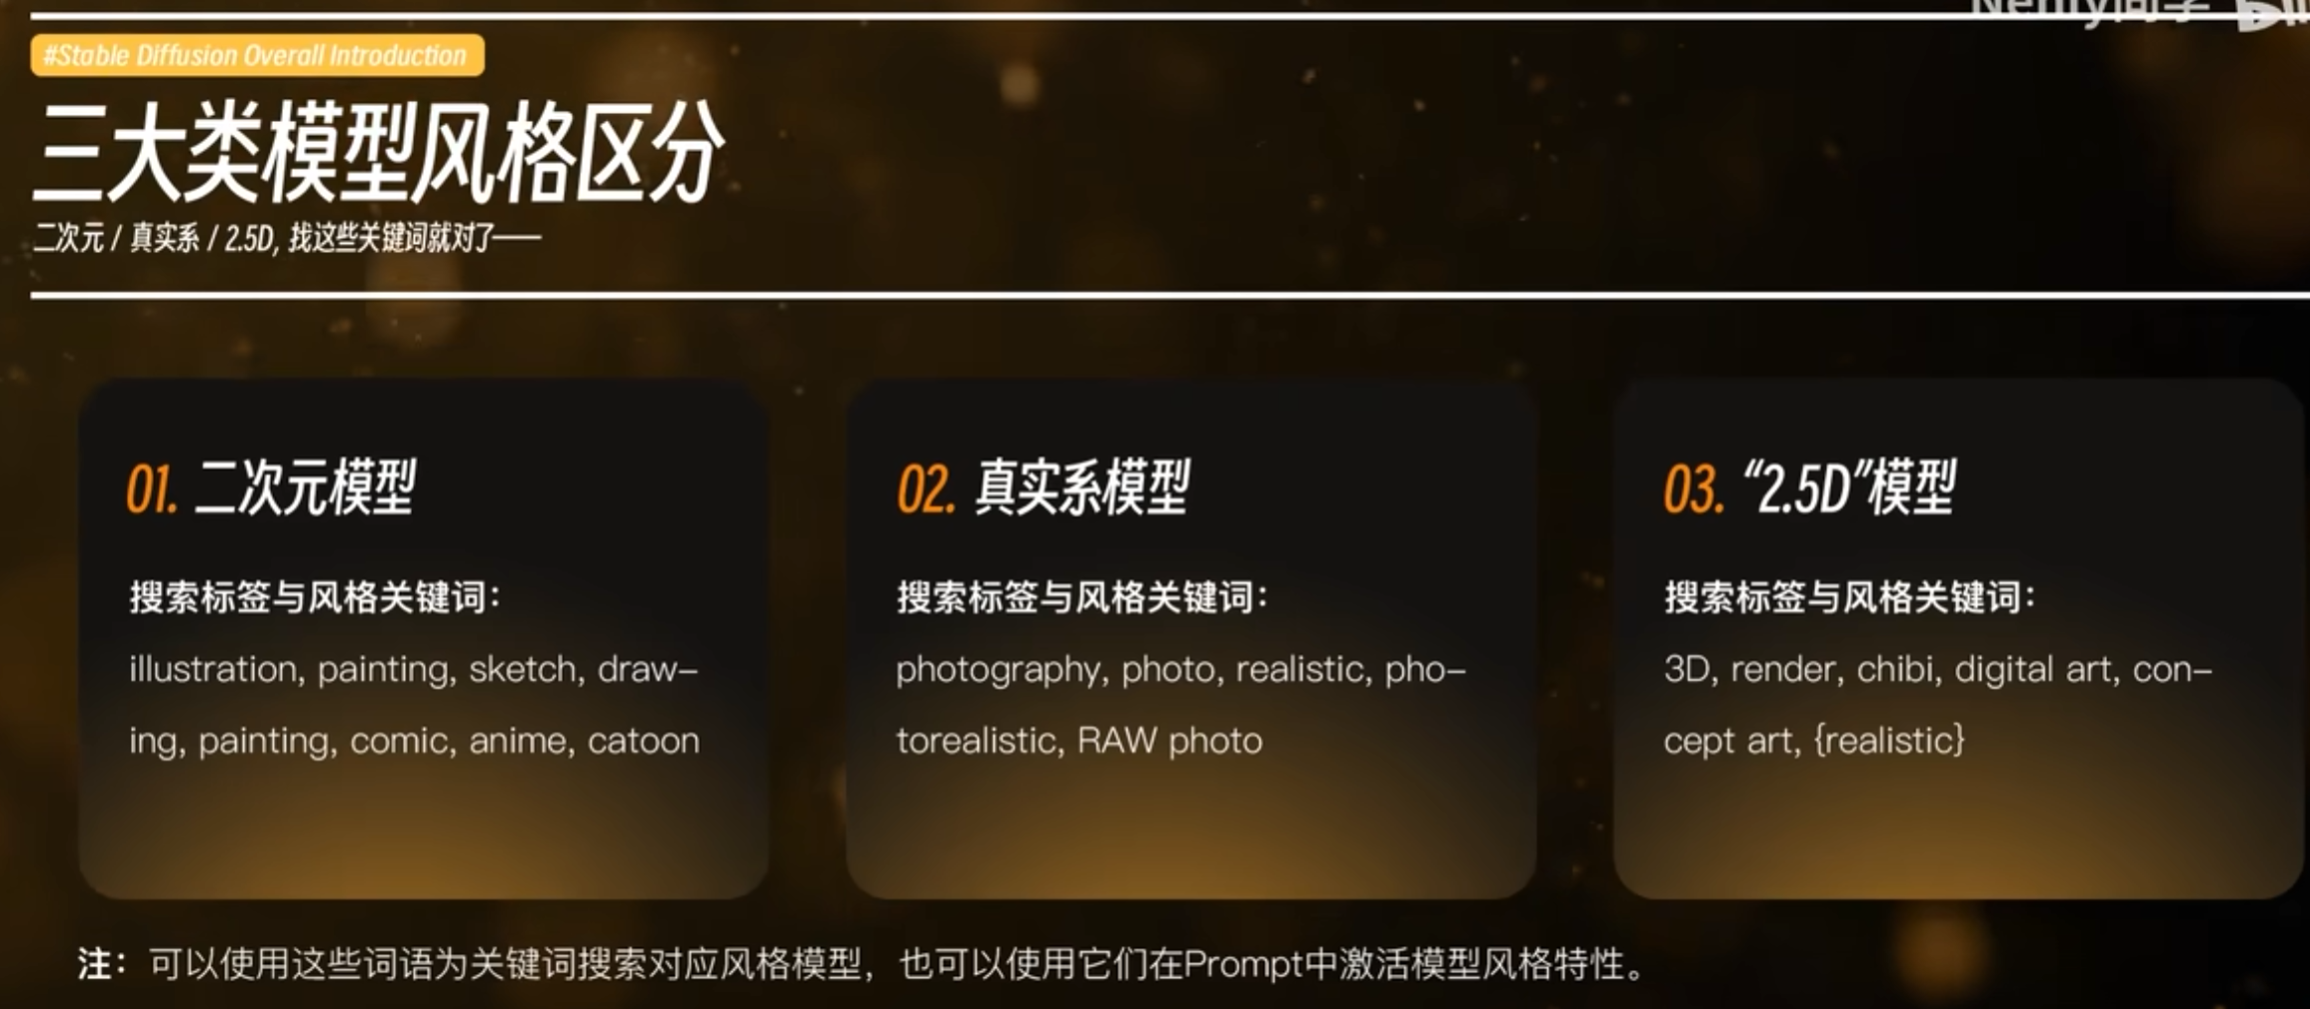 #Stable Diffusion Overall Introduction
三大类模型风格区分
二次元 / 真实系 / 2.5D, 找这些关键词就对了——
01. 二次元模型
搜索标签与风格关键词：
illustration, painting, sketch, draw-
ing, painting, comic, anime, catoon
02. 真实系模型
搜索标签与风格关键词：
photography, photo, realistic, pho-
torealistic, RAW photo
03. “2.5D”模型
搜索标签与风格关键词：
3D, render, chibi, digital art, con-
cept art, {realistic}
注：可以使用这些词语为关键词搜索对应风格模型，也可以使用它们在Prompt中激活模型风格特性。